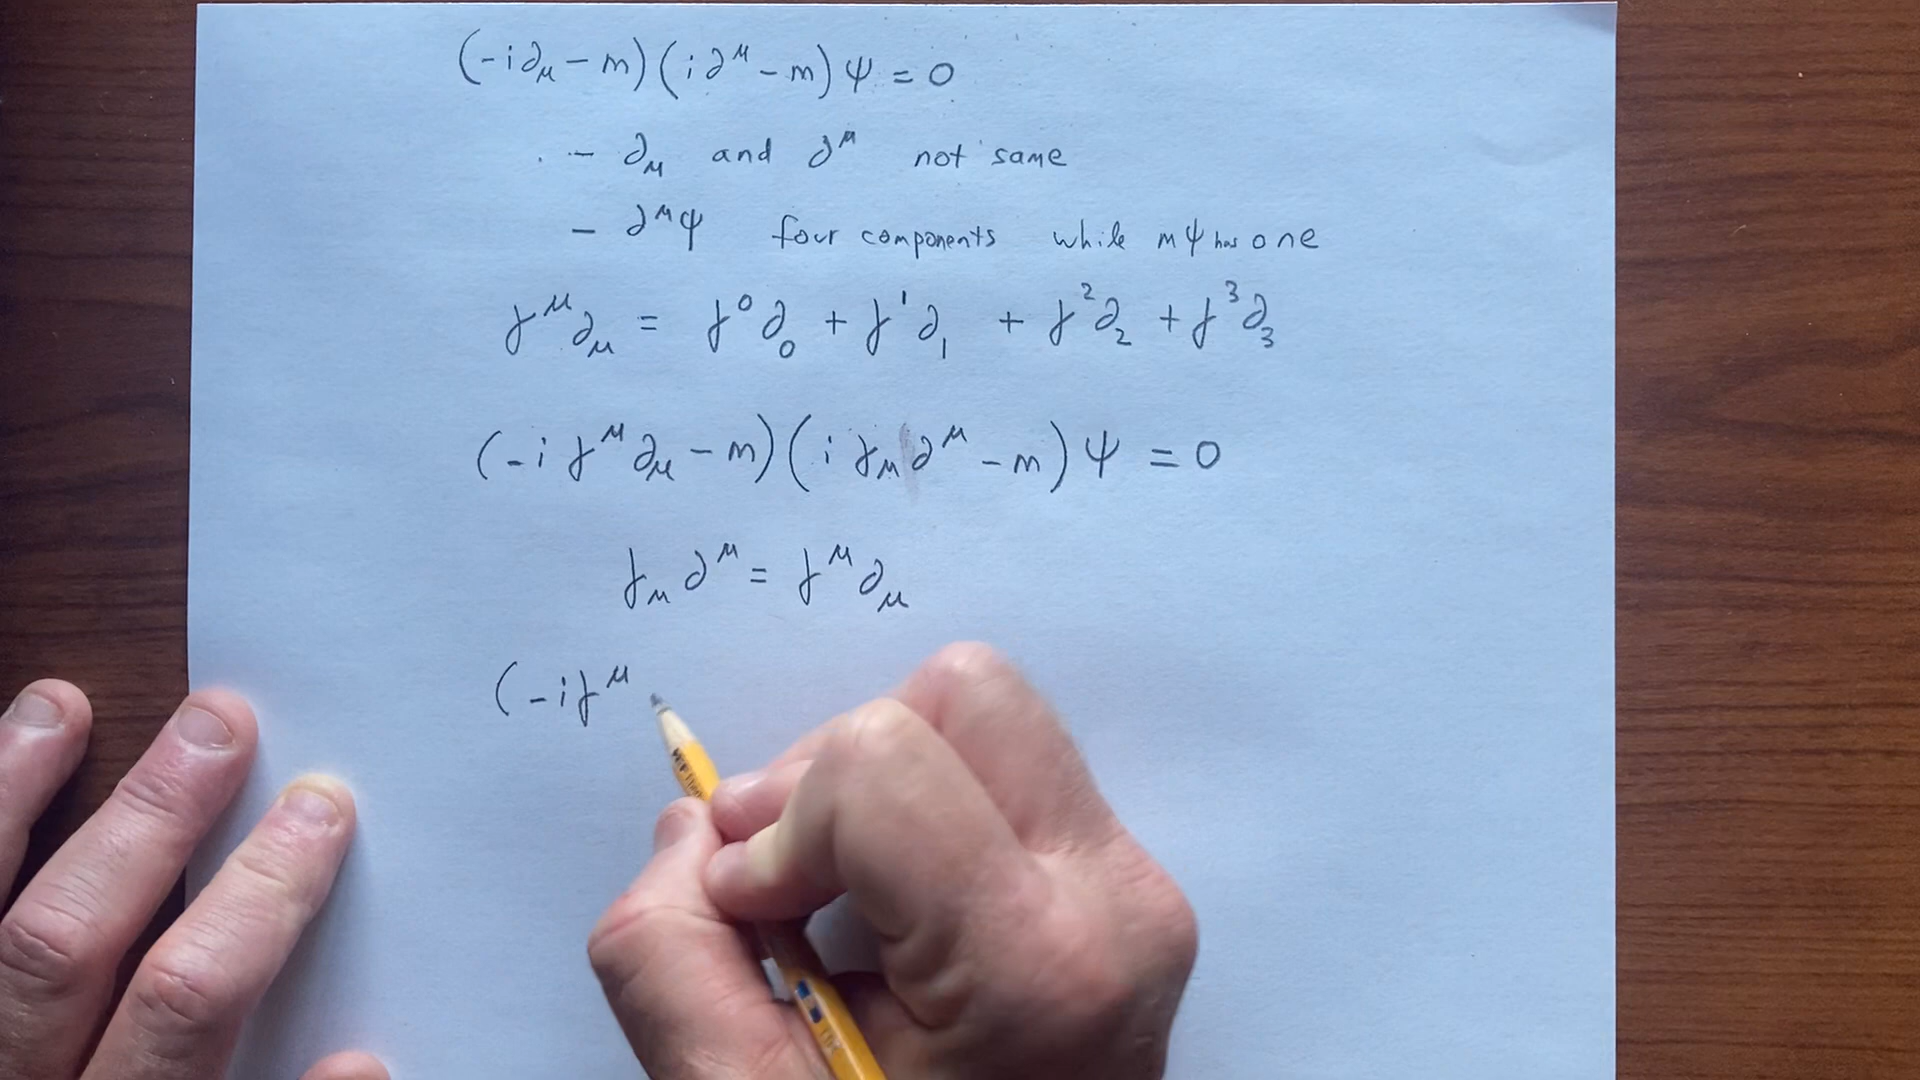 (-i∂_μ - m)(i∂^μ - m)ψ = 0
- ∂_μ and ∂^μ not same
- ∂^μψ four components while mψ has one
γ^μ∂_μ = γ^0∂_0 + γ^1∂_1 + γ^2∂_2 + γ^3∂_3
(-iγ^μ∂_μ - m)(iγ_μ∂^μ - m)ψ = 0
γ_μ∂^μ = γ^μ∂_μ
(-iγ^μ